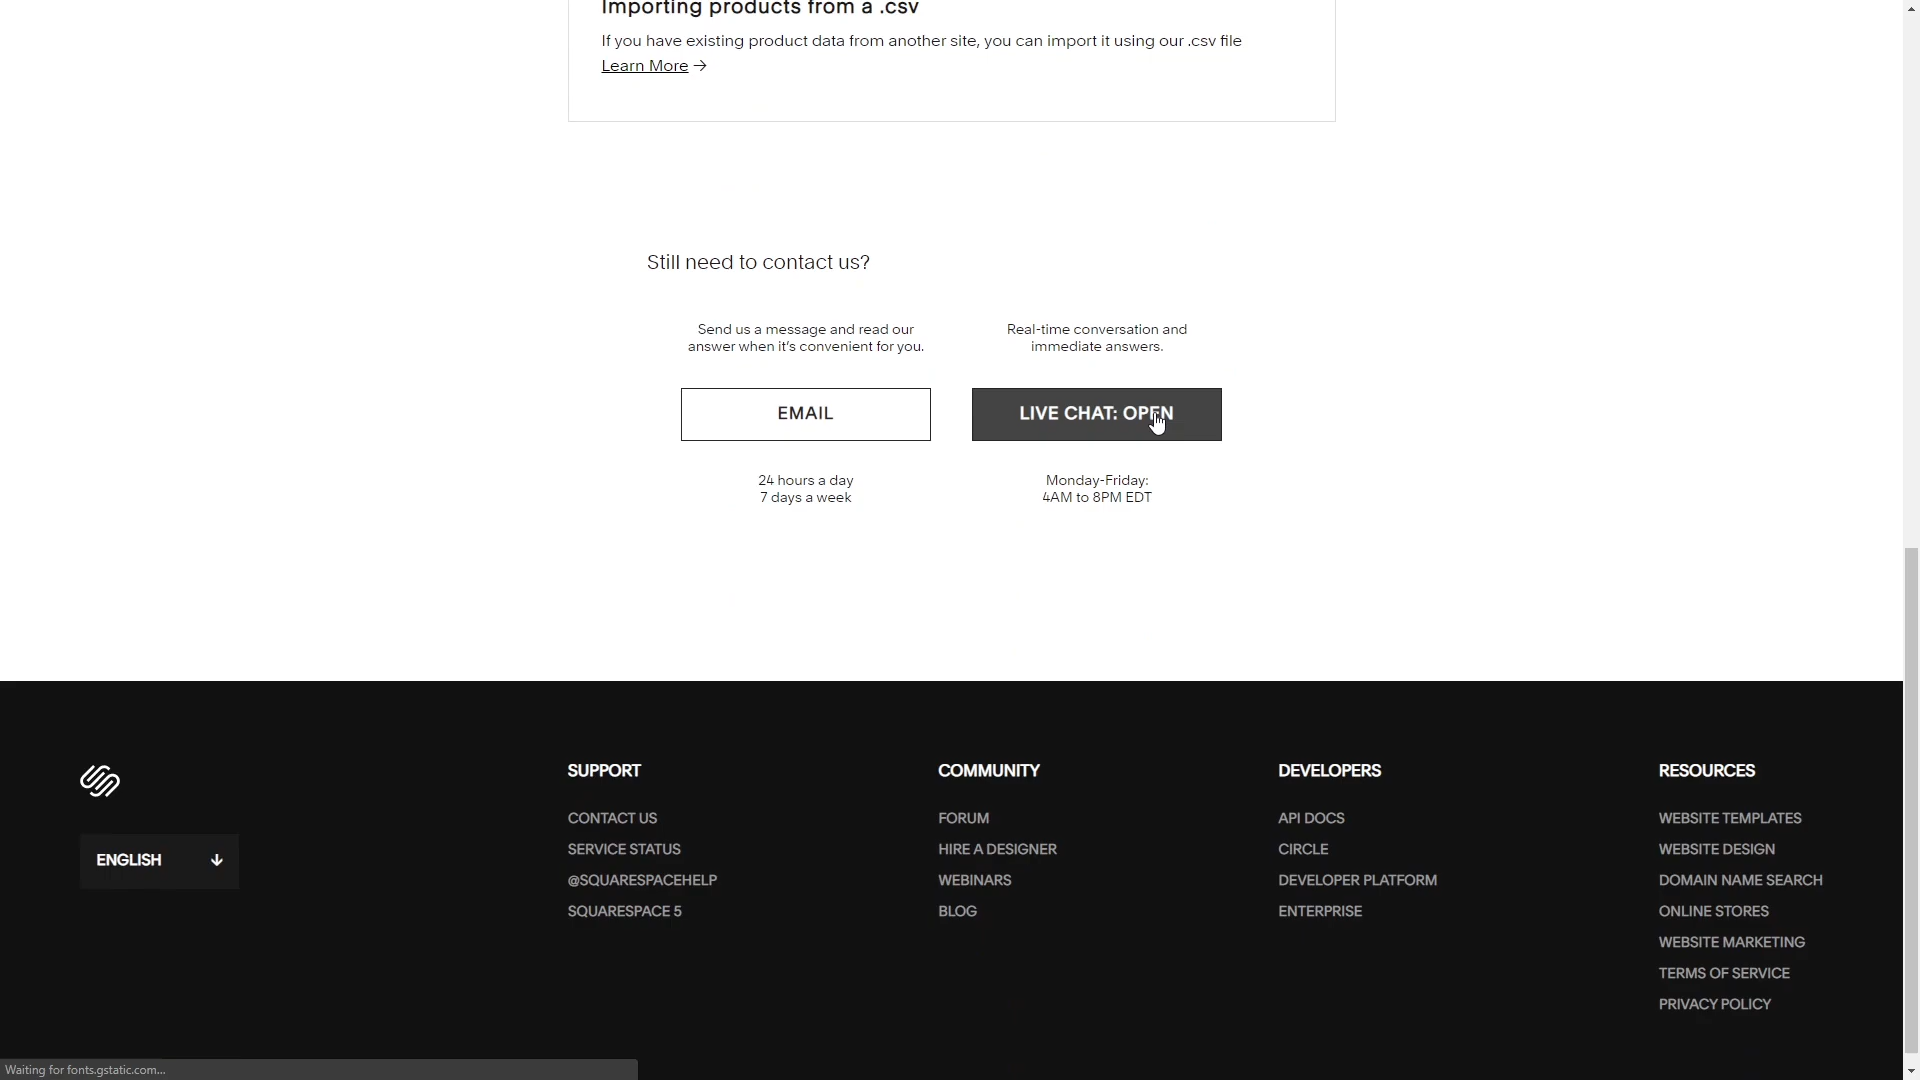 Importing products from a .csv
If you have existing product data from another site, you can import it using our .csv file
Learn More →
Still need to contact us?
Send us a message and read our
answer when it's convenient for you.
EMAIL
24 hours a day
7 days a week
Real-time conversation and
immediate answers.
LIVE CHAT: OPEN
Monday-Friday:
4AM to 8PM EDT
ENGLISH
SUPPORT
CONTACT US
SERVICE STATUS
@SQUARESPACEHELP
SQUARESPACE 5
COMMUNITY
FORUM
HIRE A DESIGNER
WEBINARS
BLOG
DEVELOPERS
API DOCS
CIRCLE
DEVELOPER PLATFORM
ENTERPRISE
RESOURCES
WEBSITE TEMPLATES
WEBSITE DESIGN
DOMAIN NAME SEARCH
ONLINE STORES
WEBSITE MARKETING
TERMS OF SERVICE
PRIVACY POLICY
Waiting for fonts.gstatic.com...